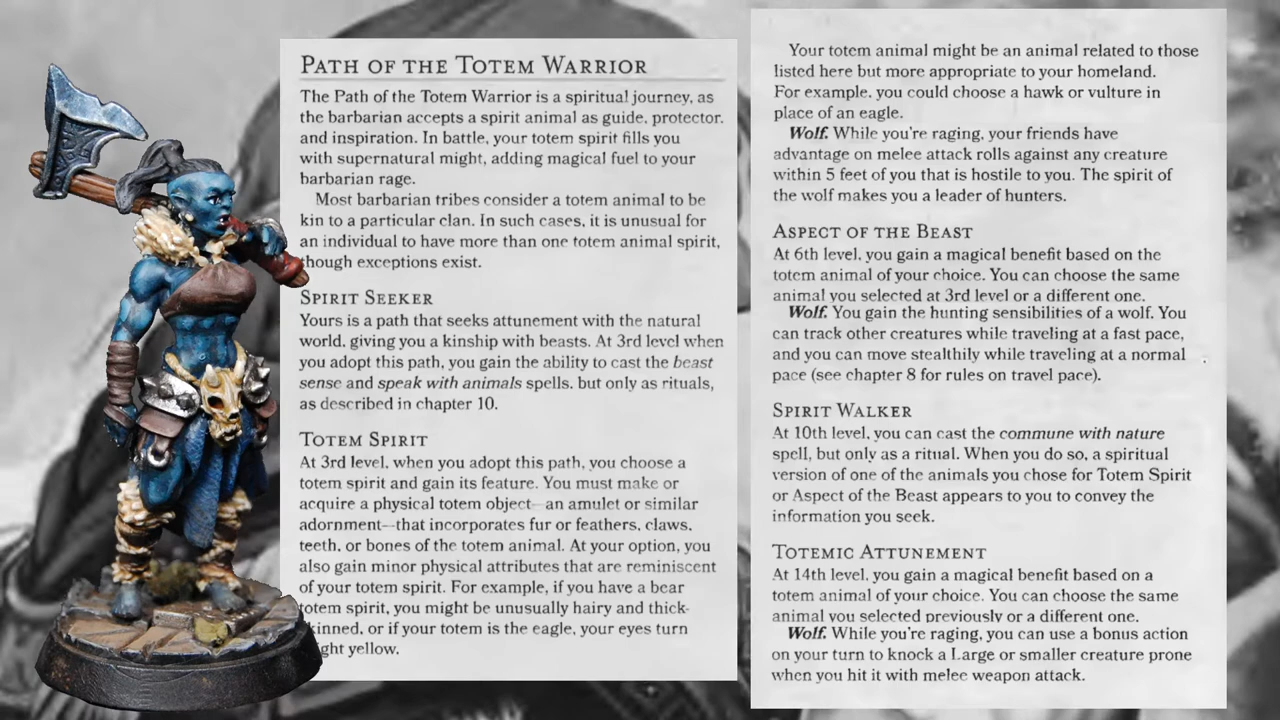 PATH OF THE TOTEM WARRIOR
The Path of the Totem Warrior is a spiritual journey, as
the barbarian accepts a spirit animal as guide, protector,
and inspiration. In battle, your totem spirit fills you
with supernatural might, adding magical fuel to your
barbarian rage.
Most barbarian tribes consider a totem animal to be
kin to a particular clan. In such cases, it is unusual for
an individual to have more than one totem animal spirit,
though exceptions exist.
SPIRIT SEEKER
Yours is a path that seeks attunement with the natural
world, giving you a kinship with beasts. At 3rd level when
you adopt this path, you gain the ability to cast the beast
sense and speak with animals spells, but only as rituals,
as described in chapter 10.
TOTEM SPIRIT
At 3rd level, when you adopt this path, you choose a
totem spirit and gain its feature. You must make or
acquire a physical totem object—an amulet or similar
adornment—that incorporates fur or feathers, claws,
teeth, or bones of the totem animal. At your option, you
also gain minor physical attributes that are reminiscent
of your totem spirit. For example, if you have a bear
totem spirit, you might be unusually hairy and thick-
kinned, or if your totem is the eagle, your eyes turn
ght yellow.
Your totem animal might be an animal related to those
listed here but more appropriate to your homeland.
For example, you could choose a hawk or vulture in
place of an eagle.
Wolf. While you're raging, your friends have
advantage on melee attack rolls against any creature
within 5 feet of you that is hostile to you. The spirit of
the wolf makes you a leader of hunters.
ASPECT OF THE BEAST
At 6th level, you gain a magical benefit based on the
totem animal of your choice. You can choose the same
animal you selected at 3rd level or a different one.
Wolf. You gain the hunting sensibilities of a wolf. You
can track other creatures while traveling at a fast pace,
and you can move stealthily while traveling at a normal
pace (see chapter 8 for rules on travel pace).
SPIRIT WALKER
At 10th level, you can cast the commune with nature
spell, but only as a ritual. When you do so, a spiritual
version of one of the animals you chose for Totem Spirit
or Aspect of the Beast appears to you to convey the
information you seek.
TOTEMIC ATTUNEMENT
At 14th level, you gain a magical benefit based on a
totem animal of your choice. You can choose the same
animal you selected previously or a different one.
Wolf. While you're raging, you can use a bonus action
on your turn to knock a Large or smaller creature prone
when you hit it with melee weapon attack.